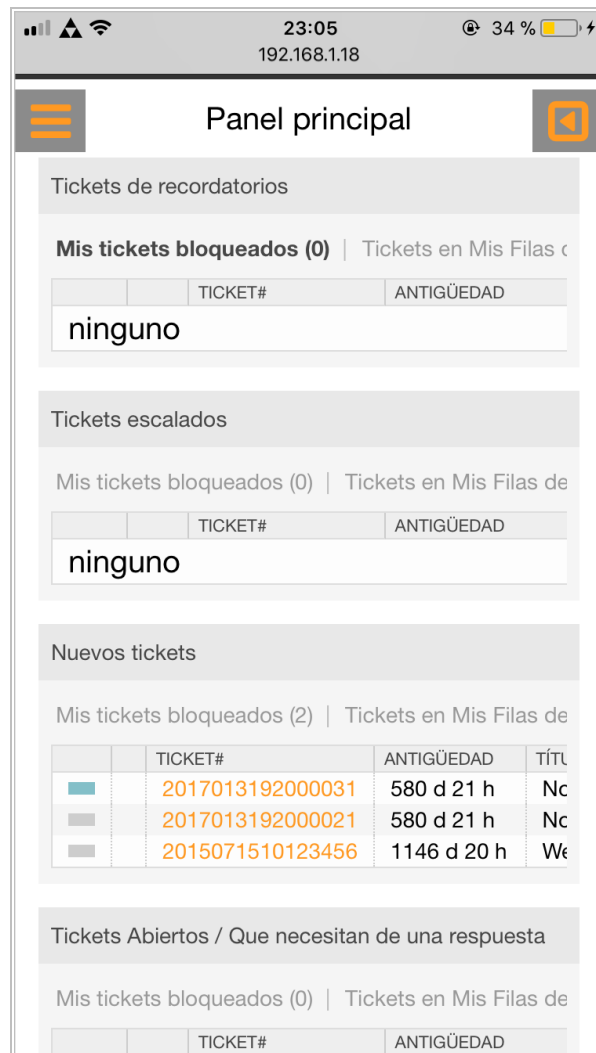 23:05
34 %
192.168.1.18
Panel principal
Tickets de recordatorios
Mis tickets bloqueados (0) | Tickets en Mis Filas
TICKET# ANTIGÜEDAD
ninguno
Tickets escalados
Mis tickets bloqueados (0) | Tickets en Mis Filas de
TICKET# ANTIGÜEDAD
ninguno
Nuevos tickets
Mis tickets bloqueados (2) | Tickets en Mis Filas de
TICKET# ANTIGÜEDAD TÍTU
2017013192000031 580 d 21 h No
2017013192000021 580 d 21 h No
2015071510123456 1146 d 20 h We
Tickets Abiertos / Que necesitan de una respuesta
Mis tickets bloqueados (0) | Tickets en Mis Filas de
TICKET# ANTIGÜEDAD